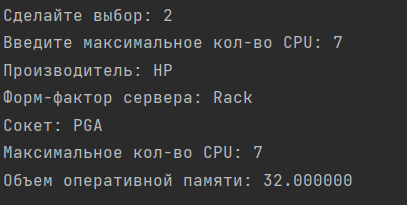 Сделайте выбор: 2
Введите максимальное кол-во CPU: 7
Производитель: HP
Форм-фактор сервера: Rack
Сокет: PGA
Максимальное кол-во CPU: 7
Объем оперативной памяти: 32.000000